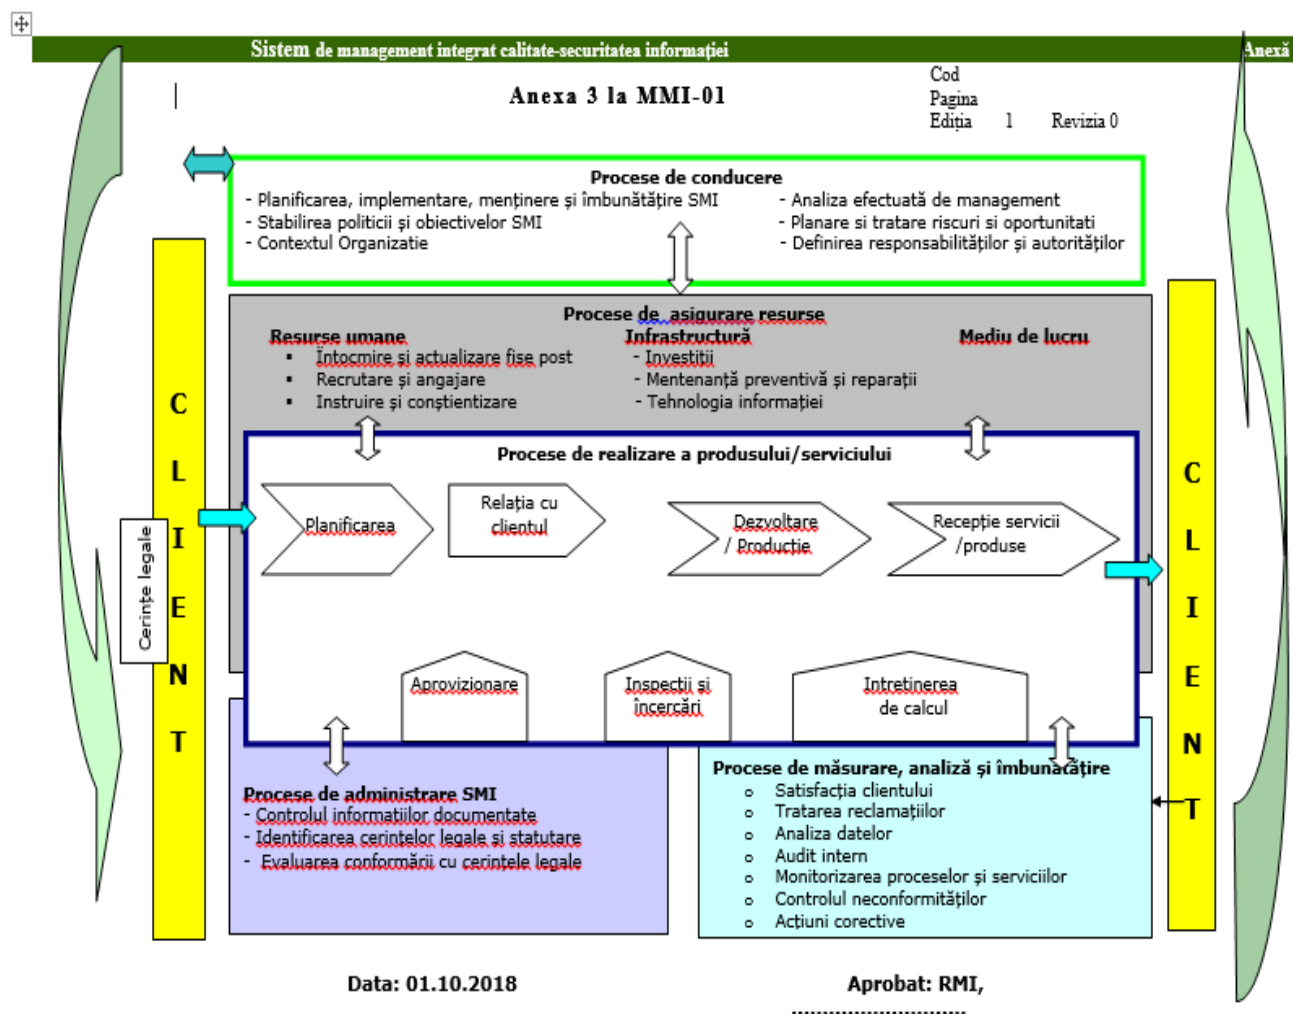 Sistem de management integrat calitate-securitatea informației
Anexă
Anexa 3 la MMI-01
Cod
Pagina
Ediția 1 Revizia 0
Procese de conducere
- Planificarea, implementare, menținere și îmbunătățire SMI
- Stabilirea politicii și obiectivelor SMI
- Contextul Organizatie
- Analiza efectuată de management
- Planare si tratare riscuri si oportunitati
- Definirea responsabilităților și autorităților
Procese de asigurare resurse
Resurse umane
▪ Întocmire și actualizare fise post
▪ Recrutare și angajare
▪ Instruire și conștientizare
Infrastructură
- Investiții
- Mentenanță preventivă și reparații
- Tehnologia informației
Mediu de lucru
CLIENT
Cerințe legale
Procese de realizare a produsului/serviciului
Planificarea
Relația cu
clientul
Dezvoltare
/ Producție
Recepție servicii
/produse
Aprovizionare
Inspecții și
încercări
Intretinerea
de calcul
CLIENT
Procese de administrare SMI
- Controlul informatiilor documentate
- Identificarea cerințelor legale și statutare
- Evaluarea conformării cu cerințele legale
Procese de măsurare, analiză și îmbunătățire
o Satisfacția clientului
o Tratarea reclamațiilor
o Analiza datelor
o Audit intern
o Monitorizarea proceselor și serviciilor
o Controlul neconformităților
o Acțiuni corective
Data: 01.10.2018
Aprobat: RMI,
............................